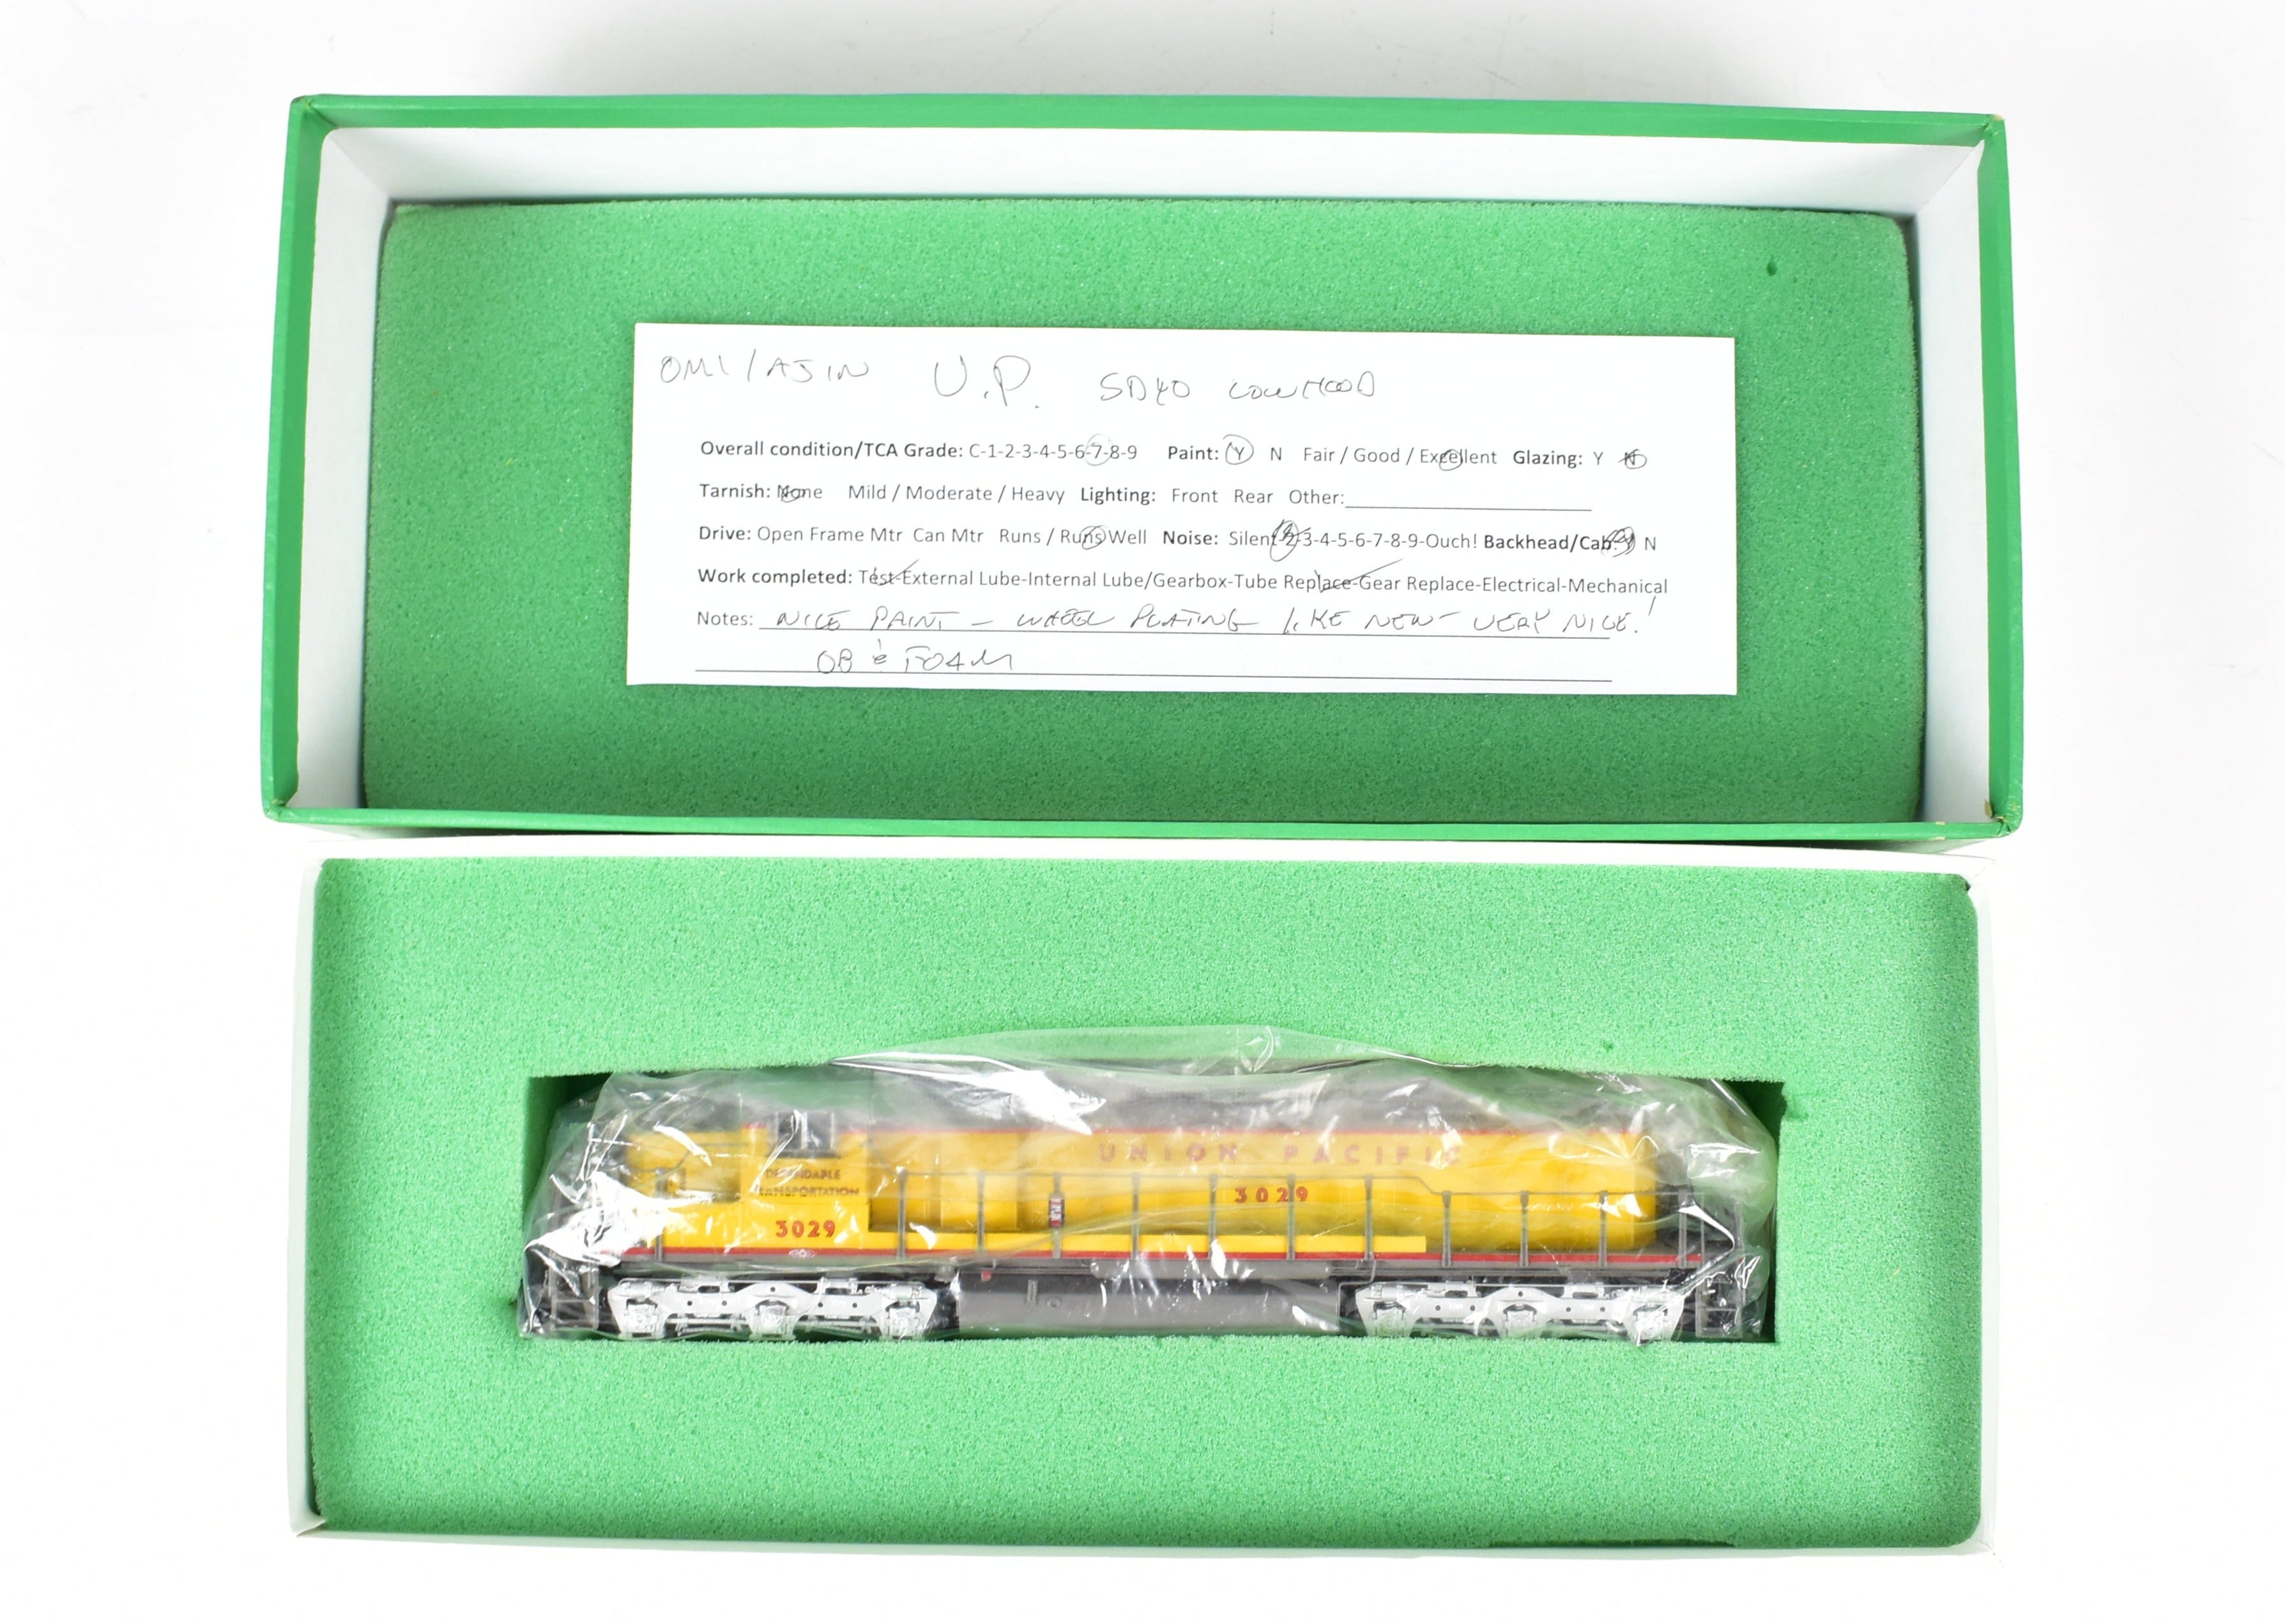 OMI/AJIN U.P. SD40 LOW HOOD
Overall condition/TCA Grade: C-1-2-3-4-5-6-7-8-9 Paint: Y N Fair / Good / Excellent Glazing: Y N
Tarnish: None Mild / Moderate / Heavy Lighting: Front Rear Other:
Drive: Open Frame Mtr Can Mtr Runs / Runs Well Noise: Silent-2-3-4-5-6-7-8-9-Ouch! Backhead/Cab: Y N
Work completed: Test-External Lube-Internal Lube/Gearbox-Tube Replace-Gear Replace-Electrical-Mechanical
Notes: NICE PAINT - WHEEL PLATING LIKE NEW - VERY NICE!
OB & FOAM
UNION PACIFIC
DEPENDABLE
TRANSPORTATION
3029
3029